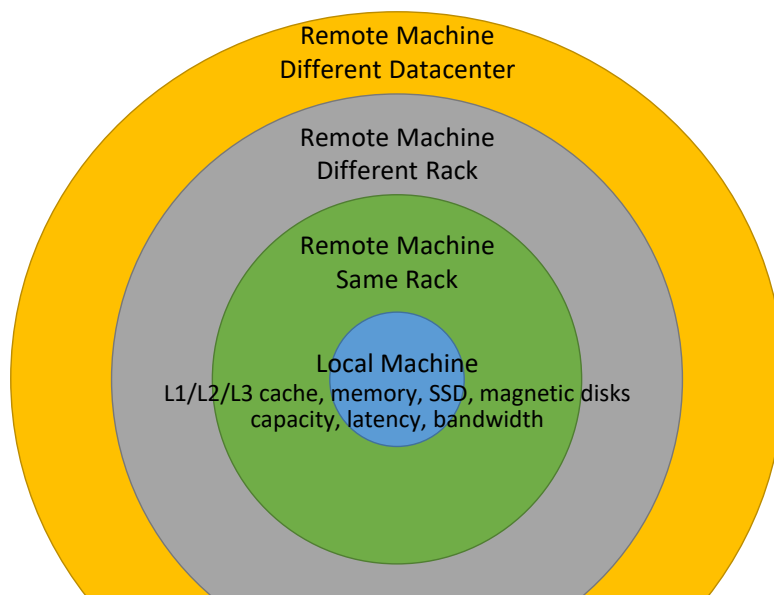 Remote Machine
Different Datacenter
Remote Machine
Different Rack
Remote Machine
Same Rack
Local Machine
L1/L2/L3 cache, memory, SSD, magnetic disks
capacity, latency, bandwidth